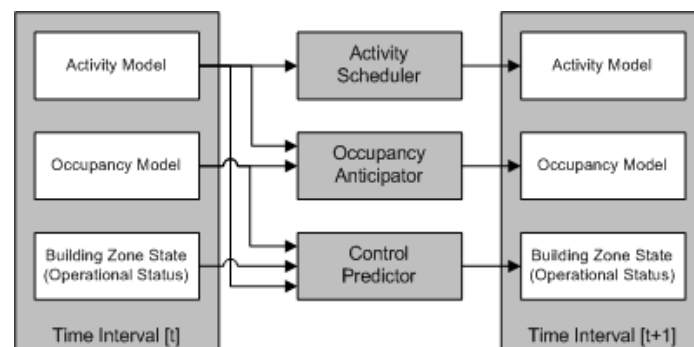 Activity Model
Activity
Scheduler
Activity Model
Occupancy Model
Occupancy
Anticipator
Occupancy Model
Building Zone State
(Operational Status)
Control
Predictor
Building Zone State
(Operational Status)
Time Interval [t]
Time Interval [t+1]